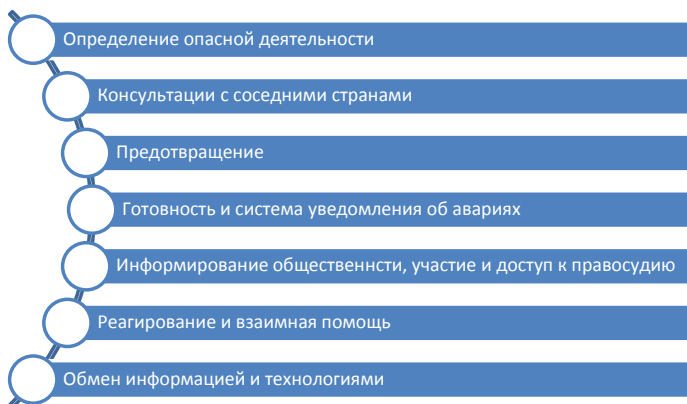 Определение опасной деятельности
Консультации с соседними странами
Предотвращение
Готовность и система уведомления об авариях
Информирование общественнсти, участие и доступ к правосудию
Реагирование и взаимная помощь
Обмен информацией и технологиями